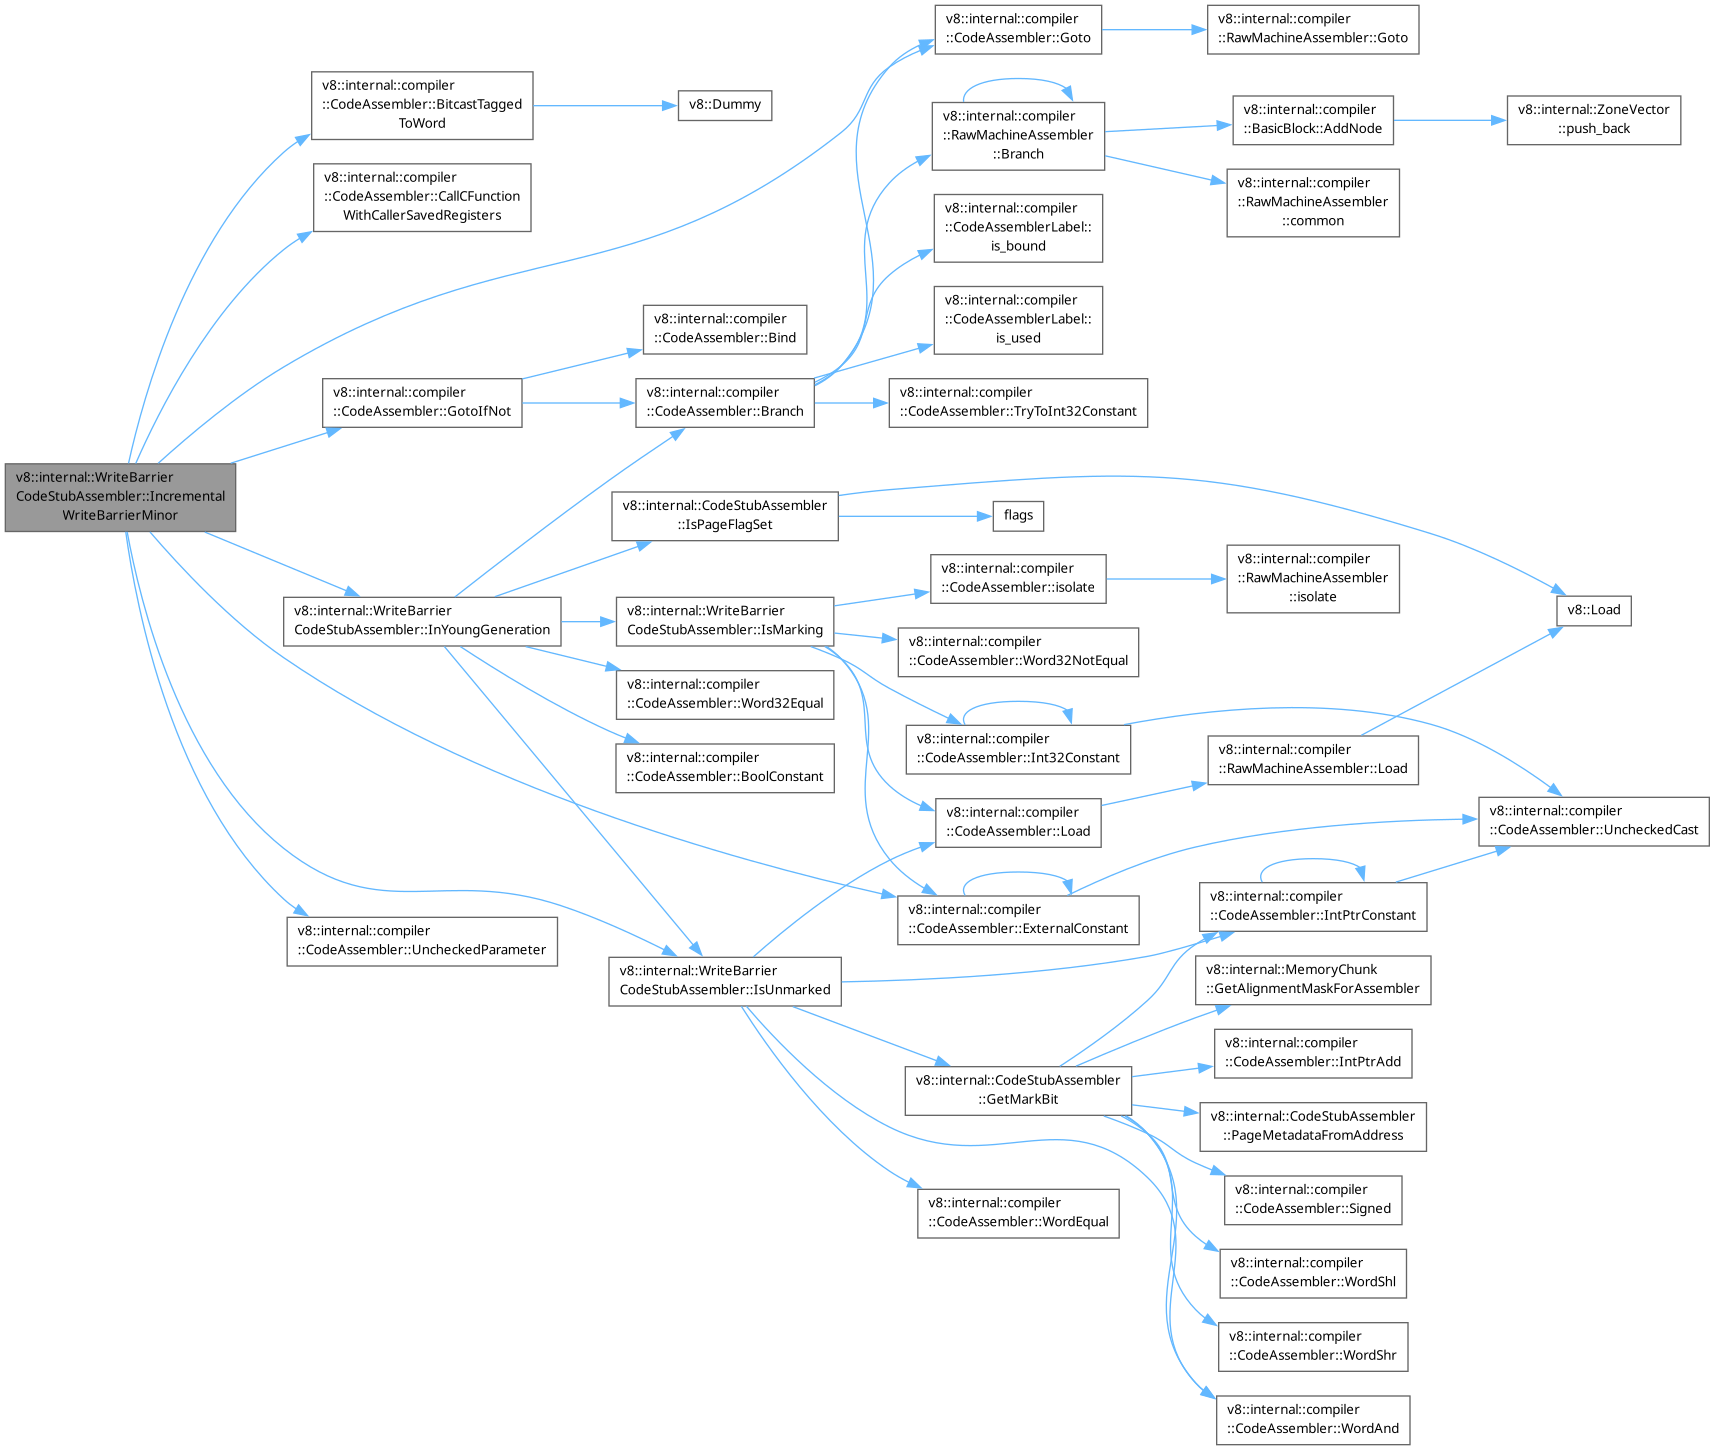 v8::internal::WriteBarrier
CodeStubAssembler::Incremental
WriteBarrierMinor
v8::internal::compiler
::CodeAssembler::BitcastTagged
ToWord
v8::Dummy
v8::internal::compiler
::CodeAssembler::CallCFunction
WithCallerSavedRegisters
v8::internal::compiler
::CodeAssembler::Goto
v8::internal::compiler
::RawMachineAssembler::Goto
v8::internal::compiler
::CodeAssembler::GotoIfNot
v8::internal::compiler
::CodeAssembler::Bind
v8::internal::compiler
::CodeAssembler::Branch
v8::internal::compiler
::RawMachineAssembler
::Branch
v8::internal::compiler
::BasicBlock::AddNode
v8::internal::ZoneVector
::push_back
v8::internal::compiler
::RawMachineAssembler
::common
v8::internal::compiler
::CodeAssemblerLabel::
is_bound
v8::internal::compiler
::CodeAssemblerLabel::
is_used
v8::internal::compiler
::CodeAssembler::TryToInt32Constant
v8::internal::WriteBarrier
CodeStubAssembler::InYoungGeneration
v8::internal::CodeStubAssembler
::IsPageFlagSet
flags
v8::Load
v8::internal::WriteBarrier
CodeStubAssembler::IsMarking
v8::internal::compiler
::CodeAssembler::isolate
v8::internal::compiler
::RawMachineAssembler
::isolate
v8::internal::compiler
::CodeAssembler::Word32NotEqual
v8::internal::compiler
::CodeAssembler::Word32Equal
v8::internal::compiler
::CodeAssembler::BoolConstant
v8::internal::compiler
::CodeAssembler::Int32Constant
v8::internal::compiler
::CodeAssembler::Load
v8::internal::compiler
::RawMachineAssembler::Load
v8::internal::compiler
::CodeAssembler::UncheckedCast
v8::internal::compiler
::CodeAssembler::ExternalConstant
v8::internal::compiler
::CodeAssembler::IntPtrConstant
v8::internal::compiler
::CodeAssembler::UncheckedParameter
v8::internal::WriteBarrier
CodeStubAssembler::IsUnmarked
v8::internal::MemoryChunk
::GetAlignmentMaskForAssembler
v8::internal::compiler
::CodeAssembler::IntPtrAdd
v8::internal::CodeStubAssembler
::GetMarkBit
v8::internal::CodeStubAssembler
::PageMetadataFromAddress
v8::internal::compiler
::CodeAssembler::Signed
v8::internal::compiler
::CodeAssembler::WordEqual
v8::internal::compiler
::CodeAssembler::WordShl
v8::internal::compiler
::CodeAssembler::WordShr
v8::internal::compiler
::CodeAssembler::WordAnd